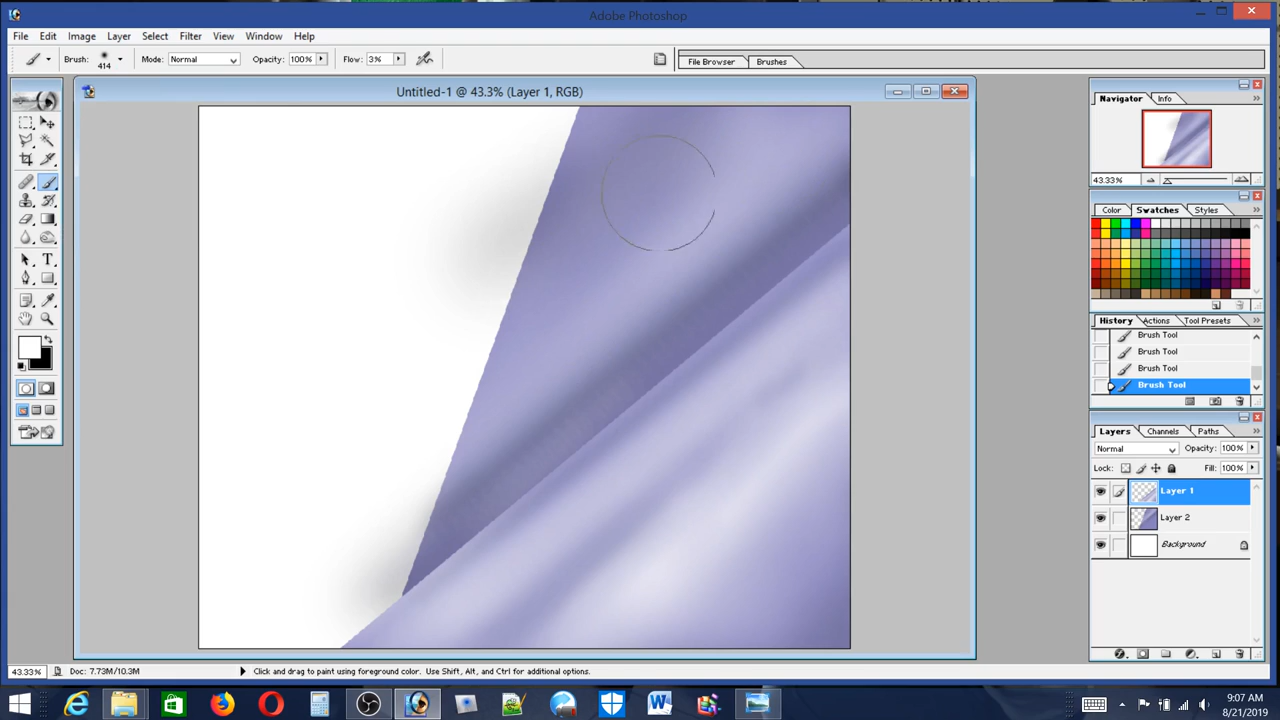 Adobe Photoshop
File Edit Image Layer Select Filter View Window Help
Brush: 414 Mode: Normal Opacity: 100% Flow: 3% File Browser Brushes
Untitled-1 @ 43.3% (Layer 1, RGB)
Navigator Info
43.33%
Color Swatches Styles
T
History Actions Tool Presets
Brush Tool
Brush Tool
Brush Tool
Brush Tool
Layers Channels Paths
Normal Opacity: 100%
Lock: Fill: 100%
Layer 1
Layer 2
Background
43.33% Doc: 7.73M/10.3M Click and drag to paint using foreground color. Use Shift, Alt, and Ctrl for additional options.
9:07 AM
8/21/2019